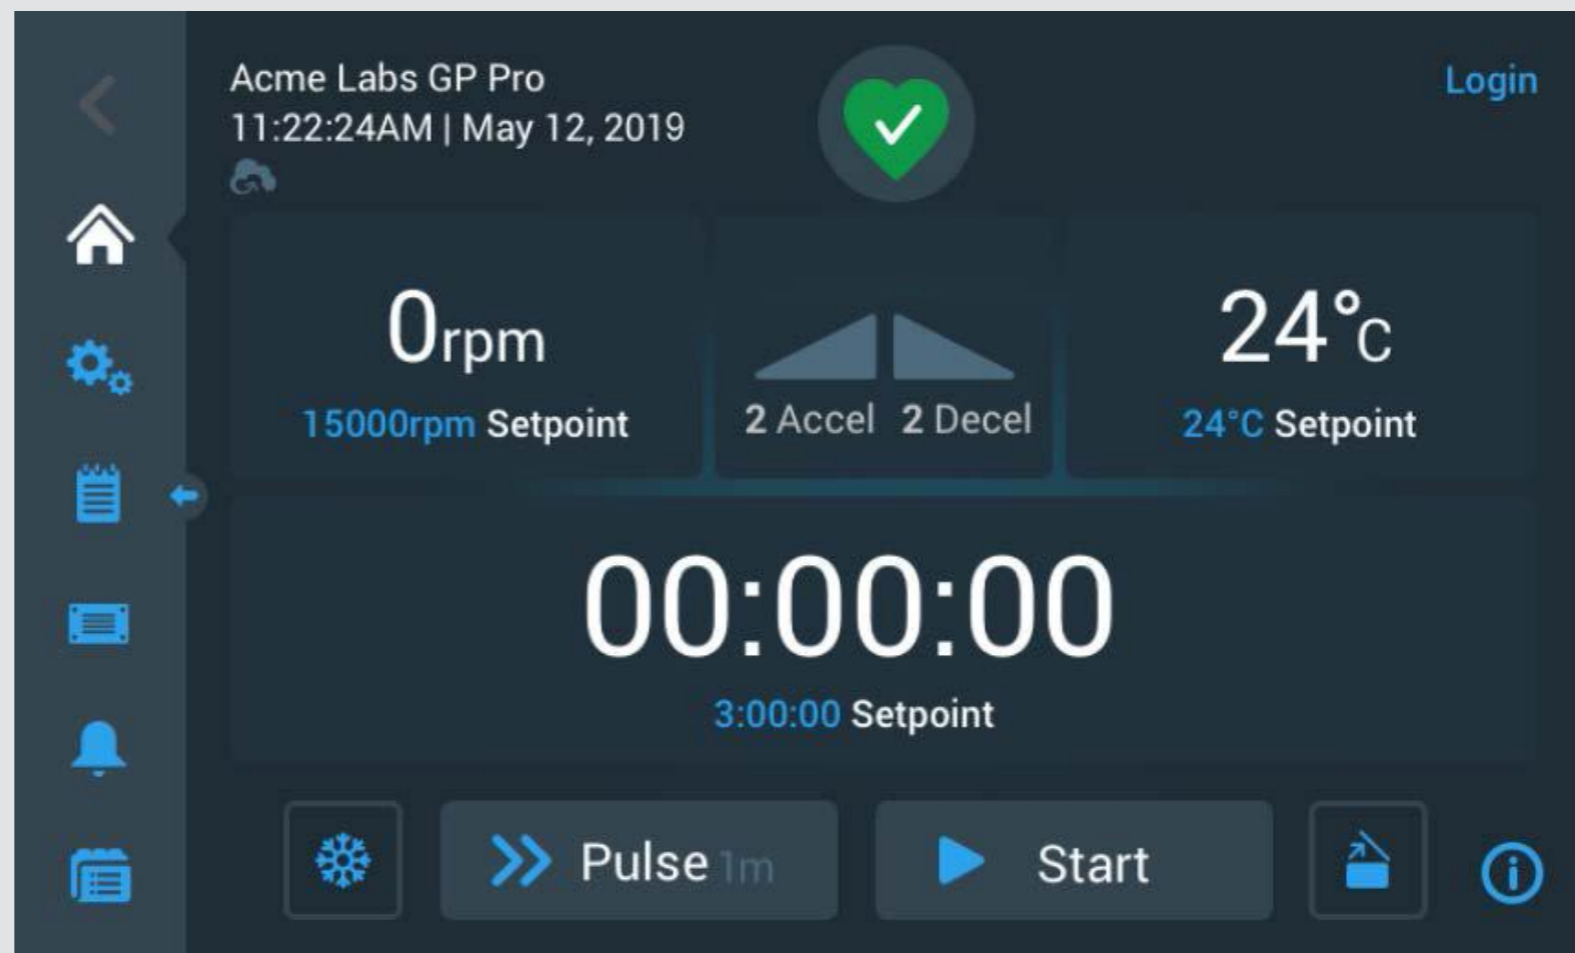 Acme Labs GP Pro
Login
11:22:24AM | May 12, 2019
0rpm
15000rpm Setpoint
2 Accel 2 Decel
24°C
24°C Setpoint
00:00:00
3:00:00 Setpoint
Pulse 1m
Start